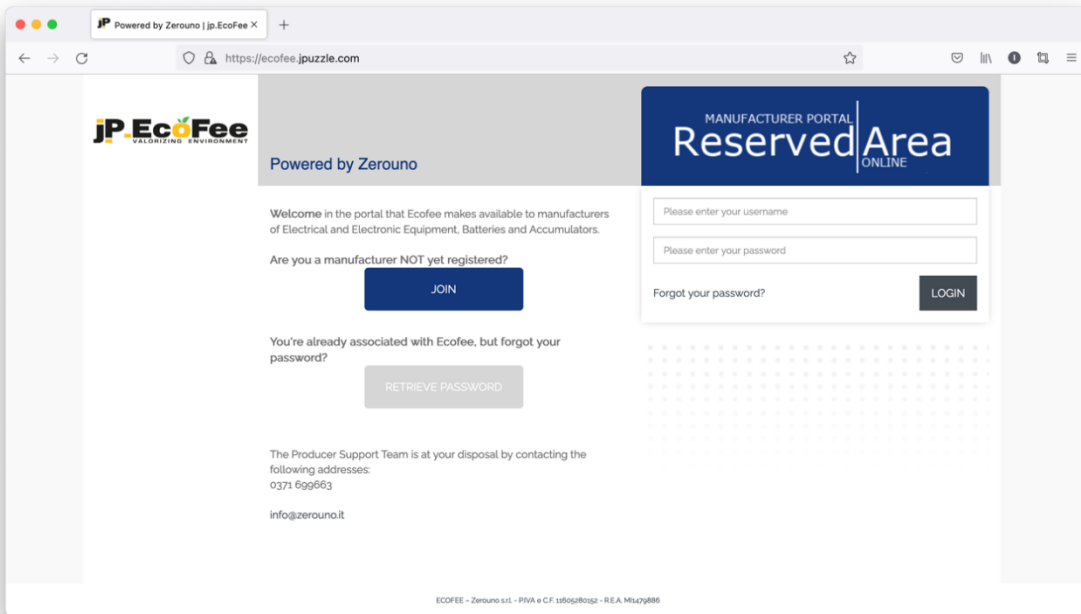 jP Powered by Zerouno | jp.EcoFee
https://ecofee.jpuzzle.com
jP.EcoFee
VALORIZING ENVIRONMENT
Powered by Zerouno
MANUFACTURER PORTAL
Reserved Area
ONLINE
Welcome in the portal that Ecofee makes available to manufacturers
of Electrical and Electronic Equipment, Batteries and Accumulators.
Are you a manufacturer NOT yet registered?
JOIN
You're already associated with Ecofee, but forgot your
password?
RETRIEVE PASSWORD
The Producer Support Team is at your disposal by contacting the
following addresses:
0371 699663
info@zerouno.it
Please enter your username
Please enter your password
Forgot your password?
LOGIN
ECOFEE – Zerouno s.r.l. - P.IVA e C.F. 11605280152 - R.E.A. MI1479886